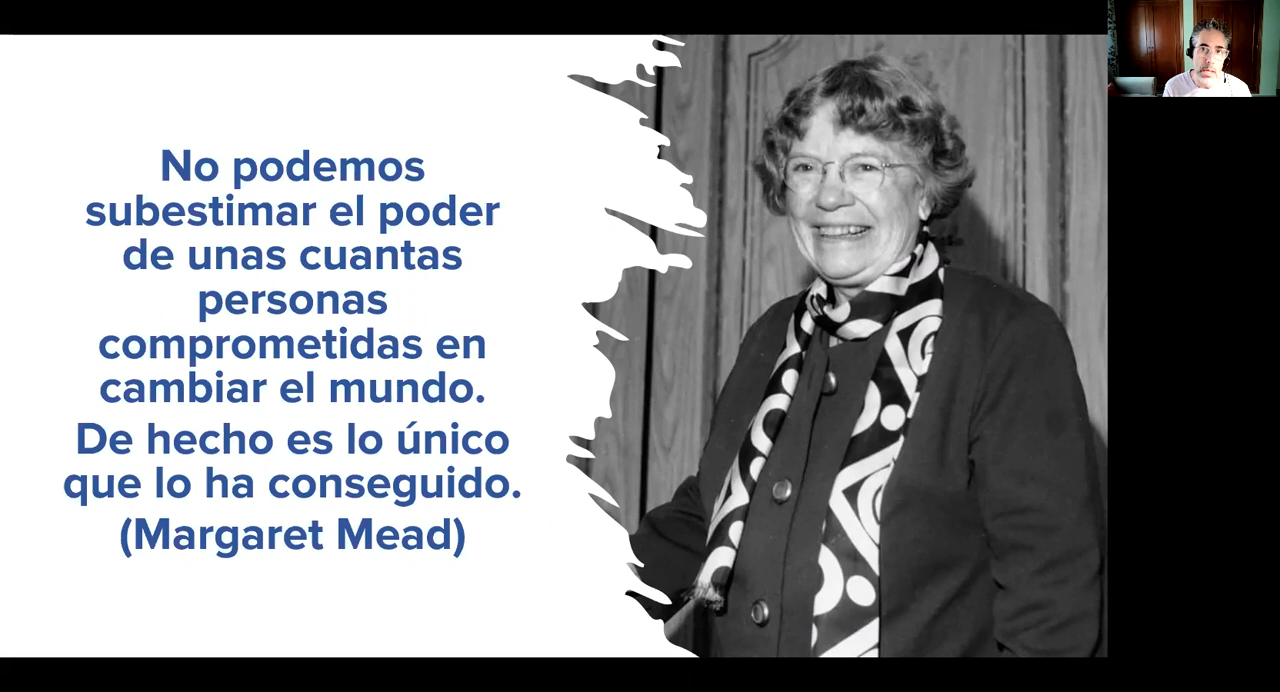 No podemos
subestimar el poder
de unas cuantas
personas
comprometidas en
cambiar el mundo.
De hecho es lo único
que lo ha conseguido.
(Margaret Mead)